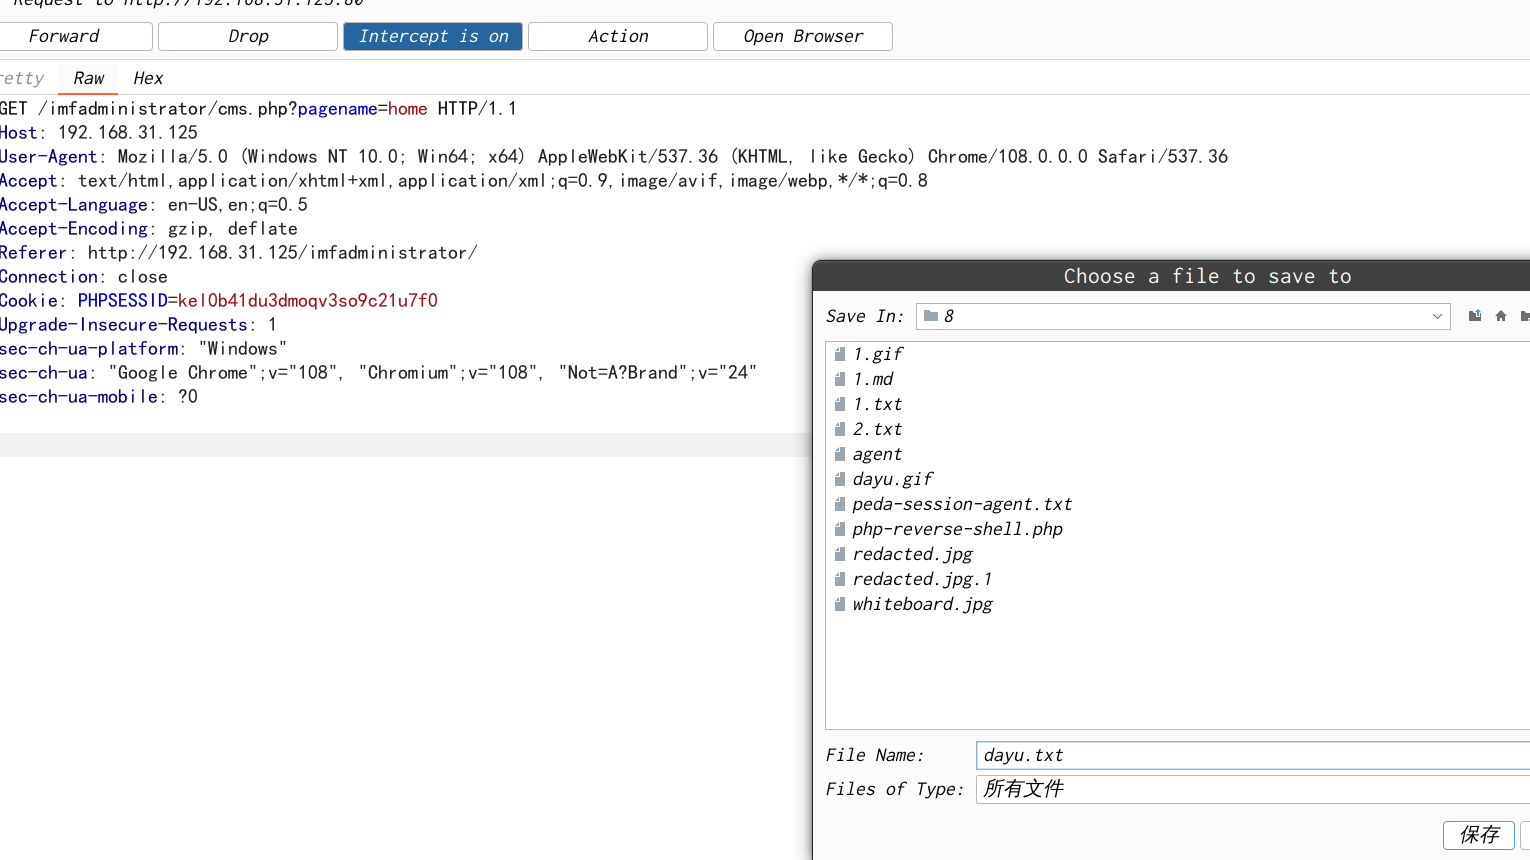 Request to http://192.168.31.125:80
Forward
Drop
Intercept is on
Action
Open Browser
retty
Raw
Hex
GET /imfadministrator/cms.php?pagename=home HTTP/1.1
Host: 192.168.31.125
User-Agent: Mozilla/5.0 (Windows NT 10.0; Win64; x64) AppleWebKit/537.36 (KHTML, like Gecko) Chrome/108.0.0.0 Safari/537.36
Accept: text/html,application/xhtml+xml,application/xml;q=0.9,image/avif,image/webp,*/*;q=0.8
Accept-Language: en-US,en;q=0.5
Accept-Encoding: gzip, deflate
Referer: http://192.168.31.125/imfadministrator/
Connection: close
Cookie: PHPSESSID=kel0b41du3dmoqv3so9c21u7f0
Upgrade-Insecure-Requests: 1
sec-ch-ua-platform: "Windows"
sec-ch-ua: "Google Chrome";v="108", "Chromium";v="108", "Not=A?Brand";v="24"
sec-ch-ua-mobile: ?0
Choose a file to save to
Save In: 8
1.gif
1.md
1.txt
2.txt
agent
dayu.gif
peda-session-agent.txt
php-reverse-shell.php
redacted.jpg
redacted.jpg.1
whiteboard.jpg
File Name: dayu.txt
Files of Type: 所有文件
保存